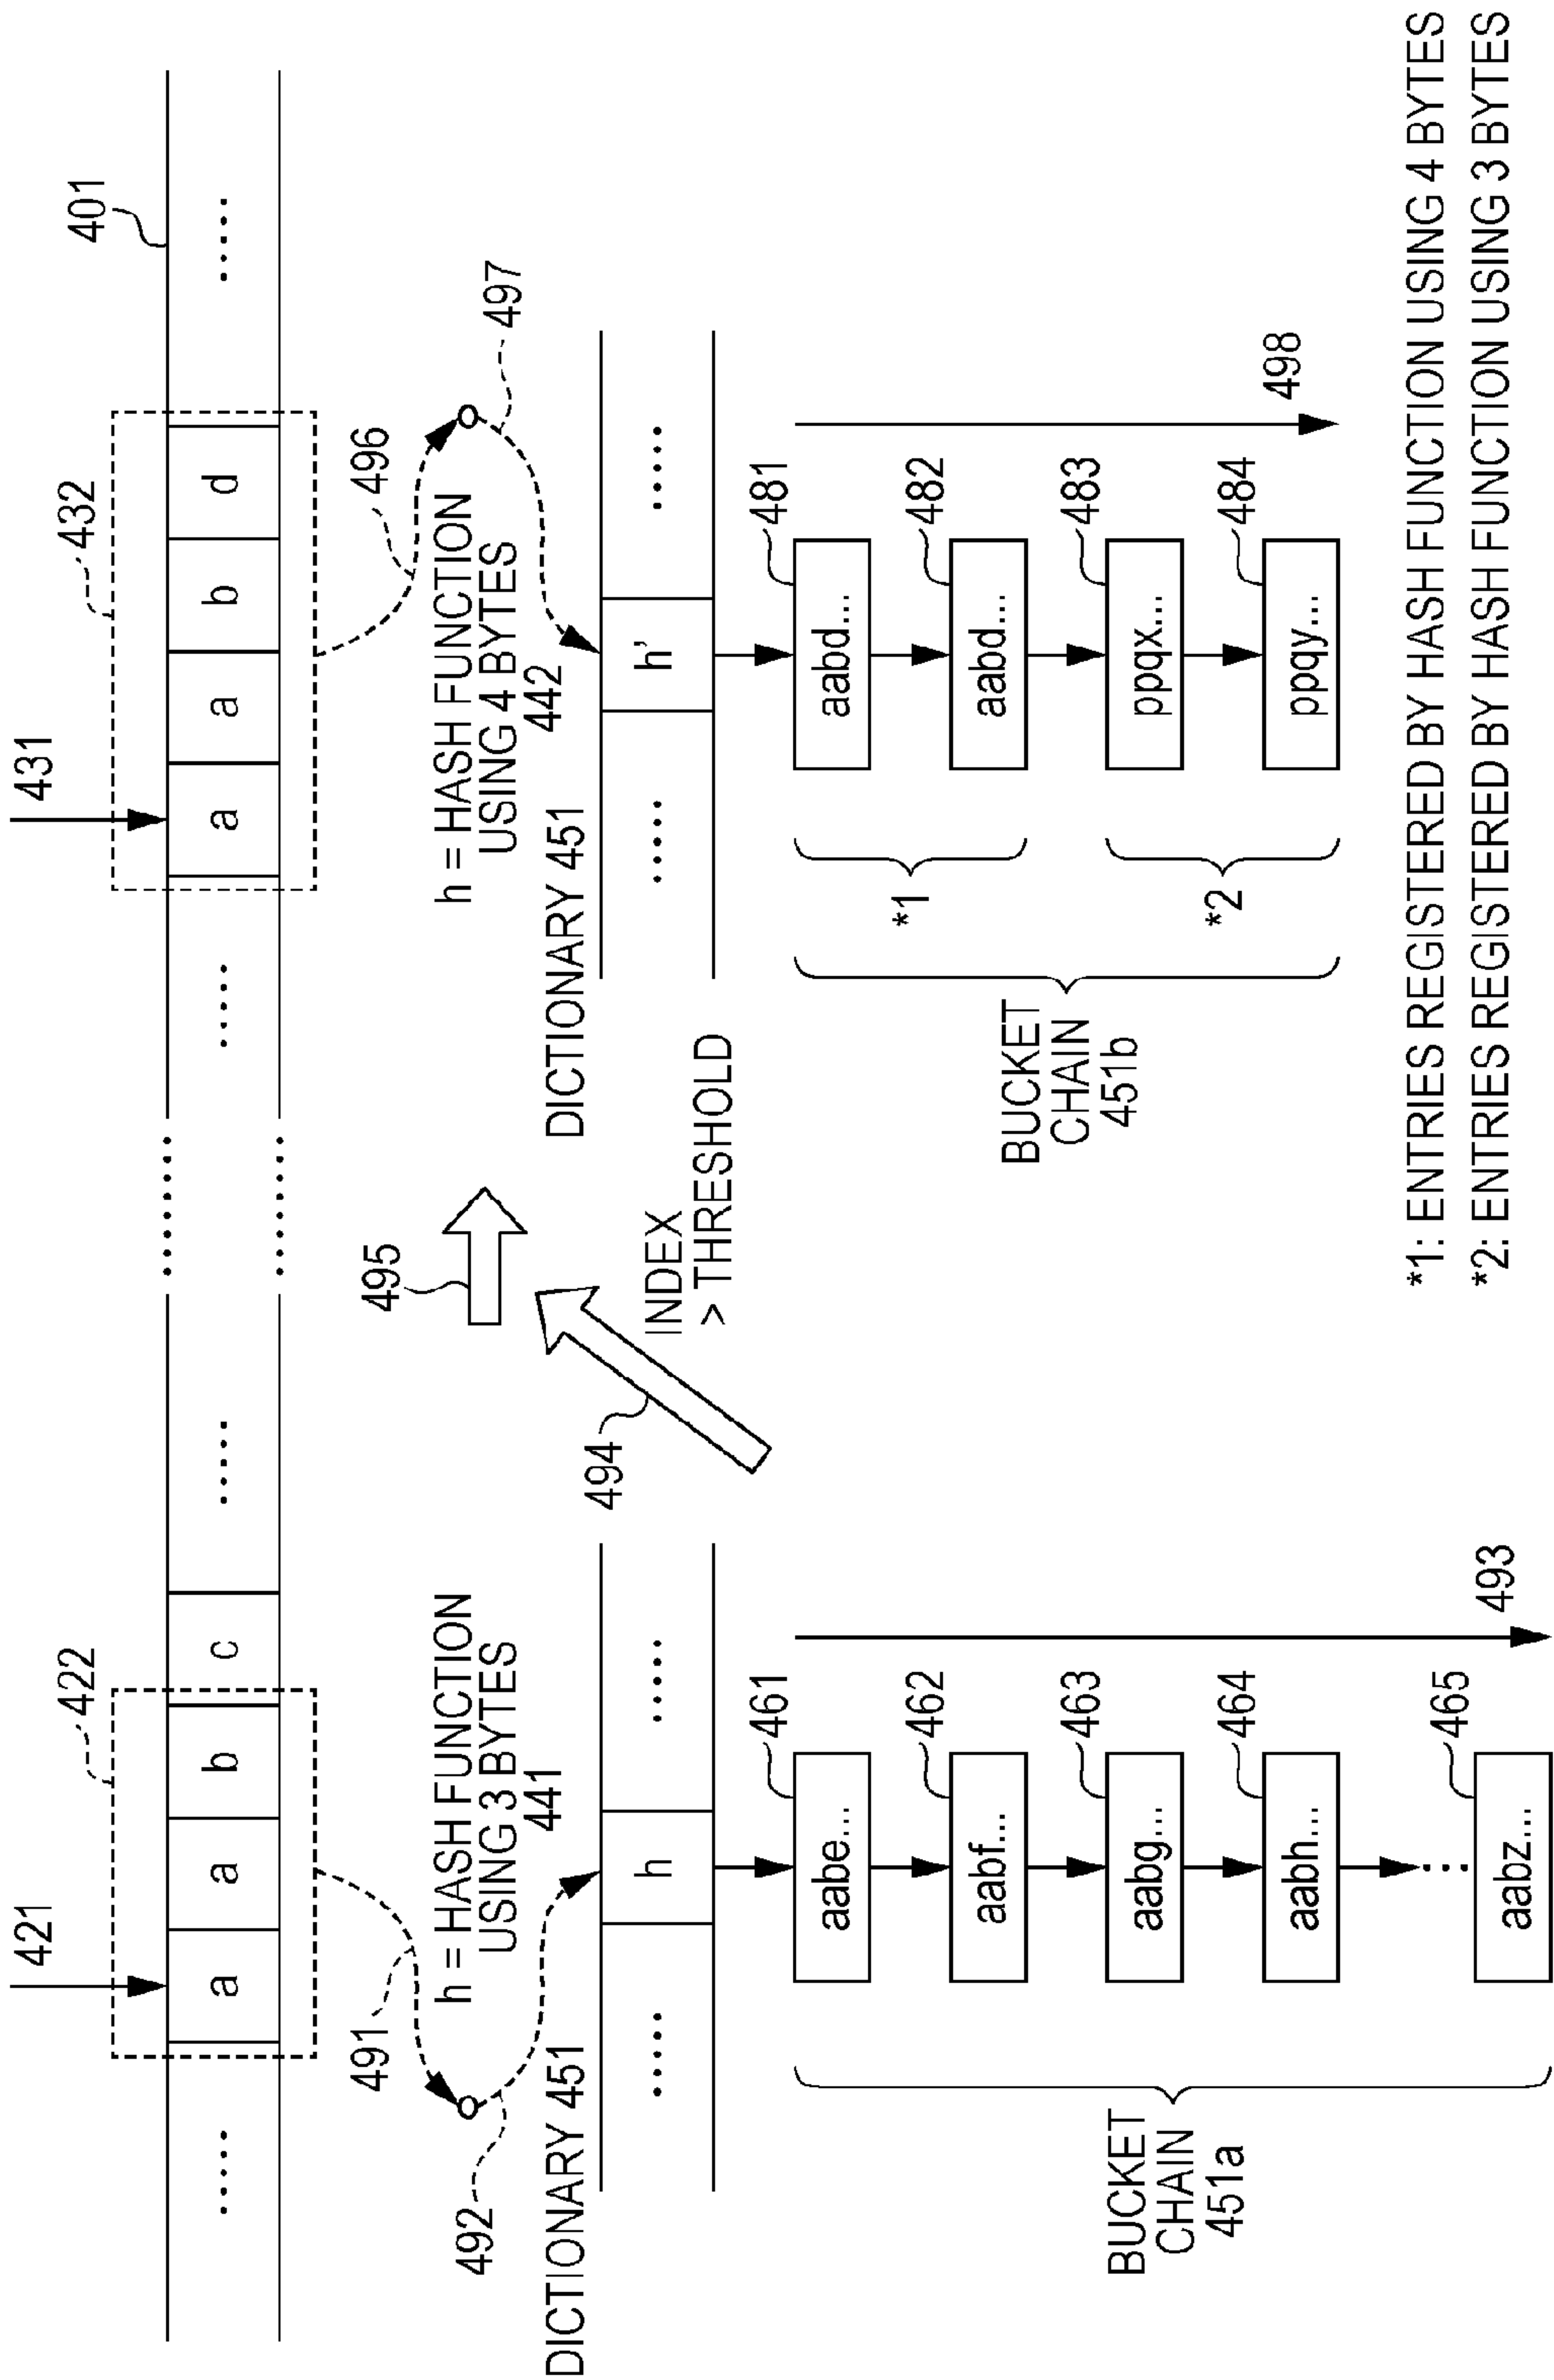 421
431
422
432
401
..... a a b c ..... ..... a a b d .....
491
495
496
492
h = HASH FUNCTION
USING 3 BYTES
441
h = HASH FUNCTION
USING 4 BYTES
442
497
DICTIONARY 451
494
DICTIONARY 451
..... h .....
INDEX
> THRESHOLD
..... h' .....
461
aabe...
462
aabf...
463
aabg...
464
aabh...
465
aabz...
493
BUCKET
CHAIN
451a
481
aabd...
482
aabd...
483
ppqx...
484
ppqy...
498
*1
*2
BUCKET
CHAIN
451b
*1: ENTRIES REGISTERED BY HASH FUNCTION USING 4 BYTES
*2: ENTRIES REGISTERED BY HASH FUNCTION USING 3 BYTES